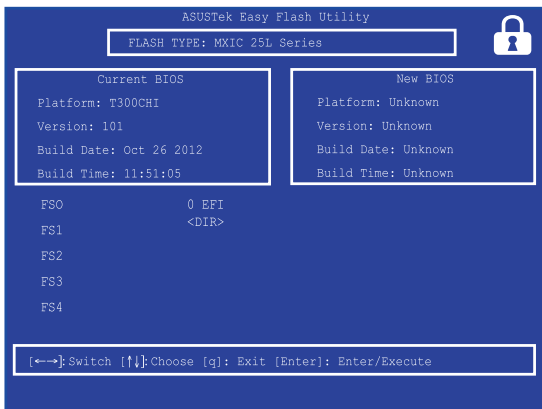 ASUSTek Easy Flash Utility
FLASH TYPE: MXIC 25L Series
Current BIOS
Platform: T300CHI
Version: 101
Build Date: Oct 26 2012
Build Time: 11:51:05
New BIOS
Platform: Unknown
Version: Unknown
Build Date: Unknown
Build Time: Unknown
FSO
FS1
FS2
FS3
FS4
0 EFI
<DIR>
[←→]:Switch [↑↓]:Choose [q]: Exit [Enter]: Enter/Execute